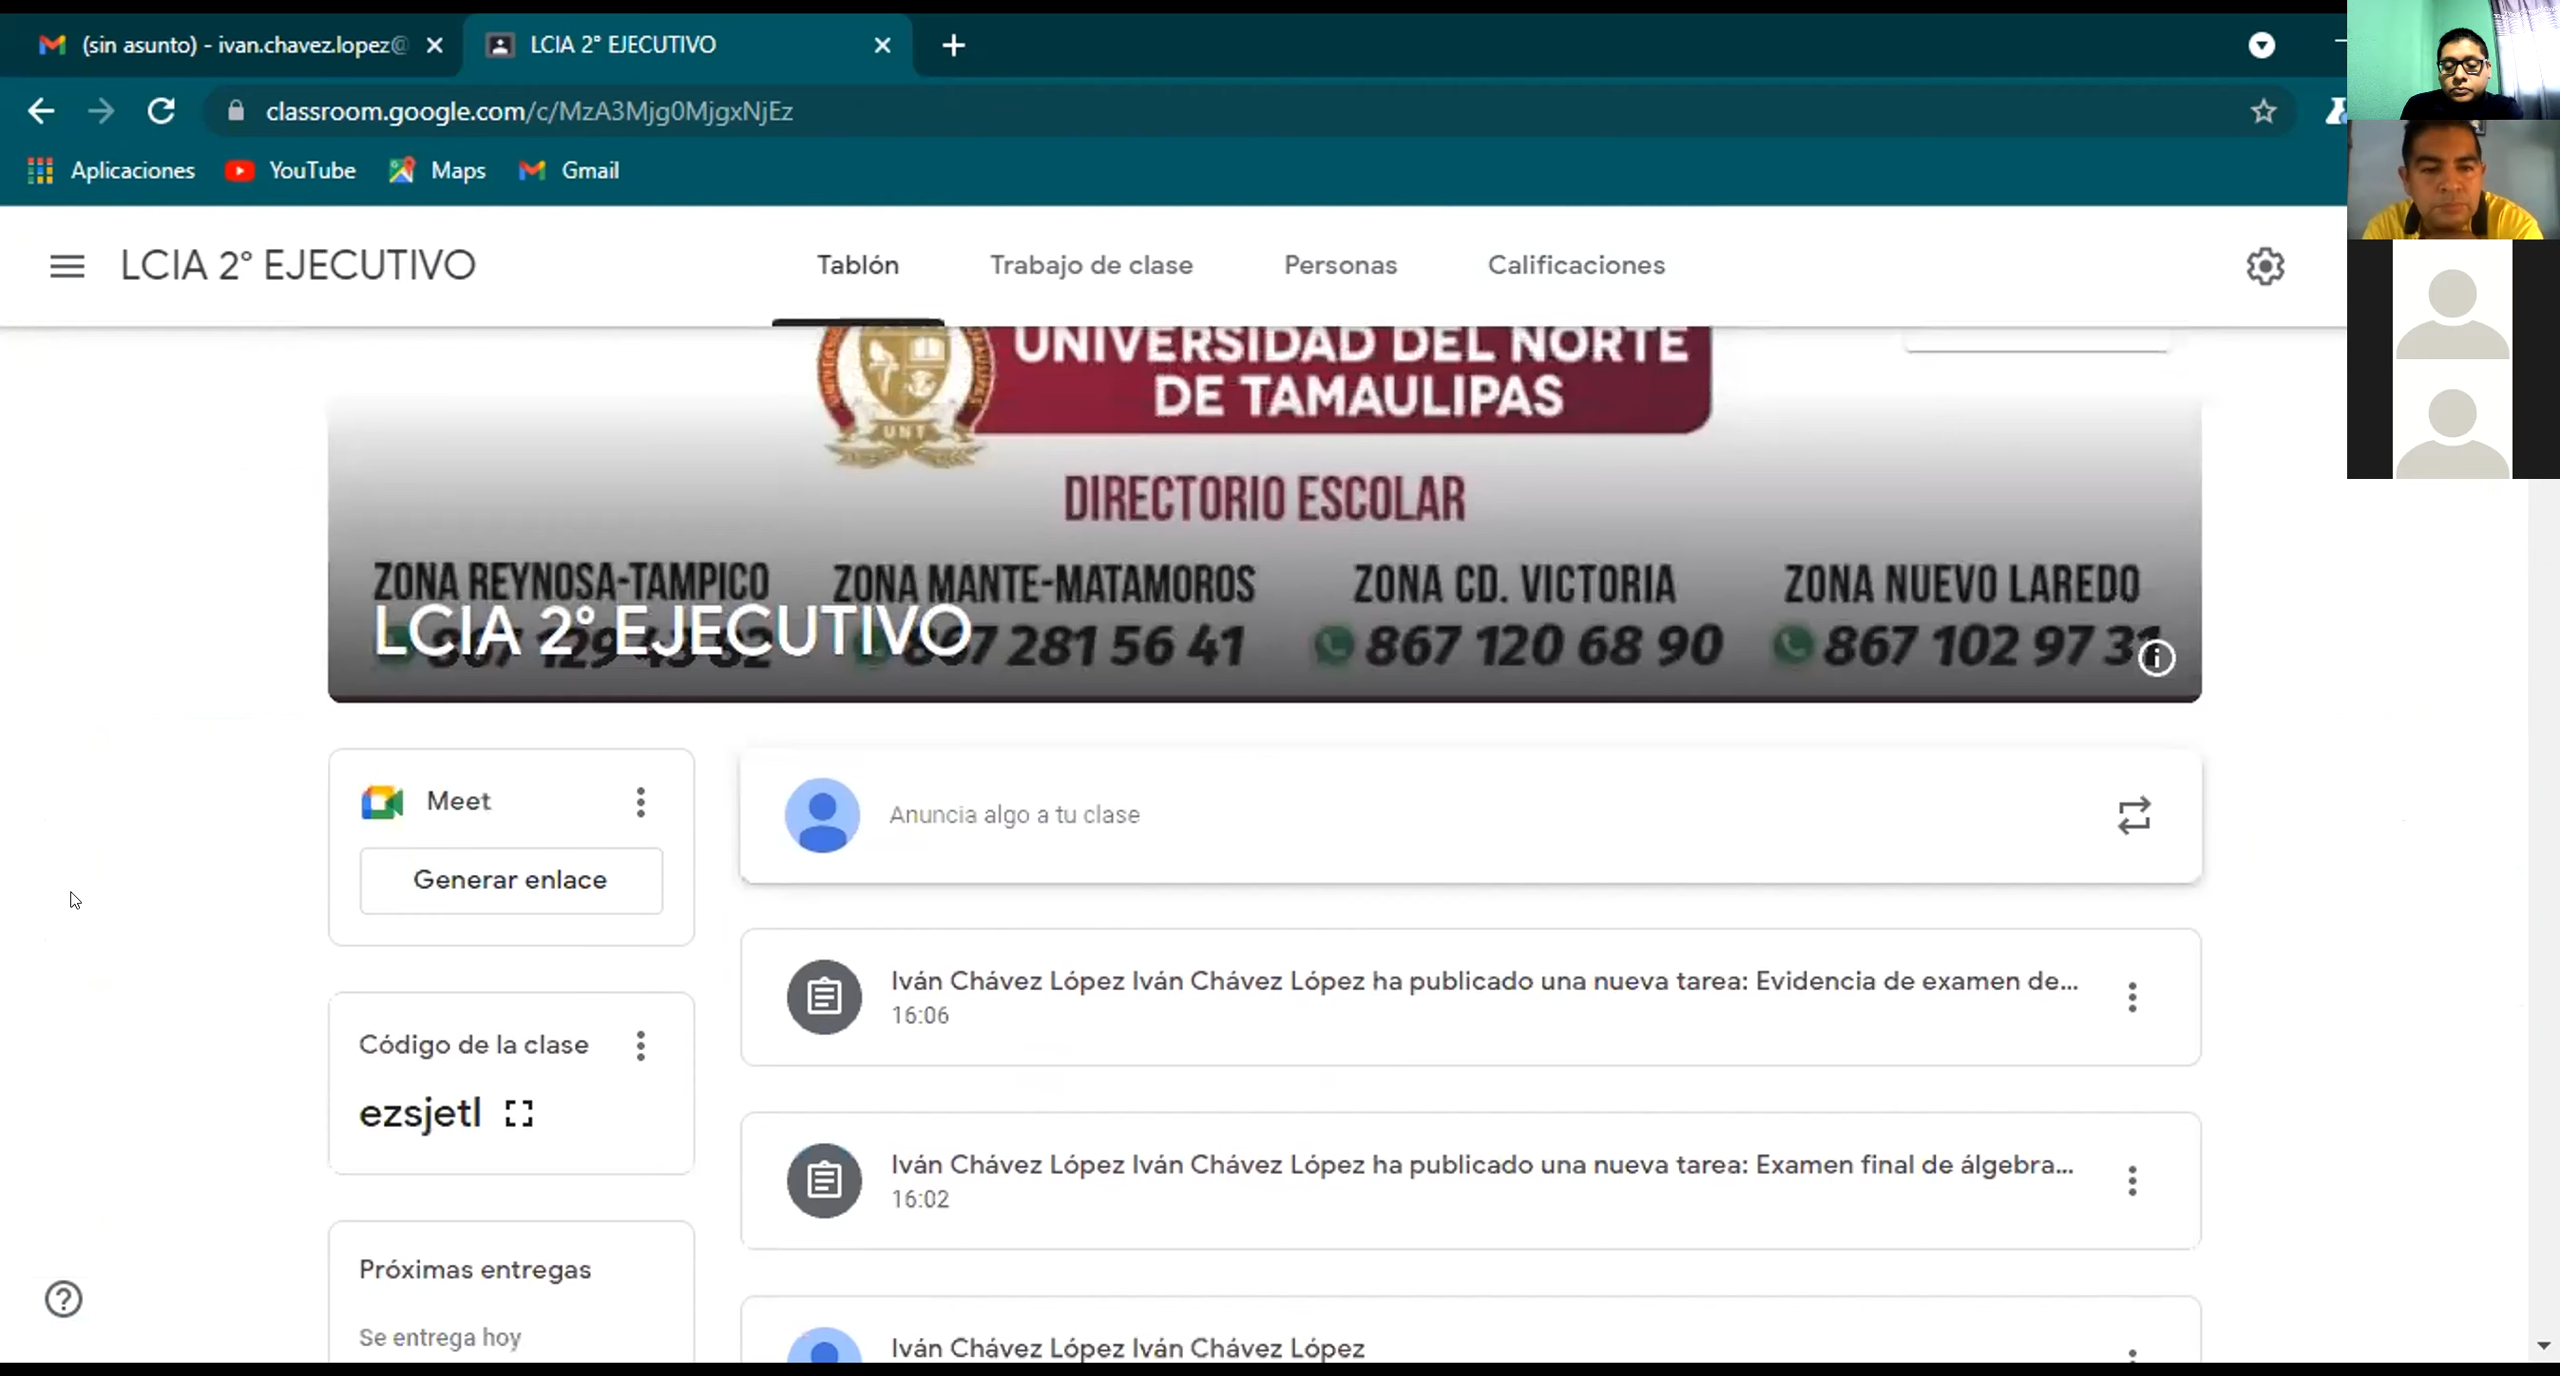 (sin asunto) - ivan.chavez.lopez@
LCIA 2° EJECUTIVO
classroom.google.com/c/MzA3Mjg0MjgxNjEz
Aplicaciones YouTube Maps Gmail
LCIA 2° EJECUTIVO
Tablón Trabajo de clase Personas Calificaciones
UNIVERSIDAD DEL NORTE
DE TAMAULIPAS
UNT
DIRECTORIO ESCOLAR
ZONA REYNOSA-TAMPICO ZONA MANTE-MATAMOROS ZONA CD. VICTORIA ZONA NUEVO LAREDO
LCIA 2° EJECUTIVO
867 281 56 41 867 120 68 90 867 102 97 31
Meet
Generar enlace
Anuncia algo a tu clase
Iván Chávez López Iván Chávez López ha publicado una nueva tarea: Evidencia de examen de...
16:06
Código de la clase
ezsjetl
Iván Chávez López Iván Chávez López ha publicado una nueva tarea: Examen final de álgebra...
16:02
Próximas entregas
Se entrega hoy
Iván Chávez López Iván Chávez López